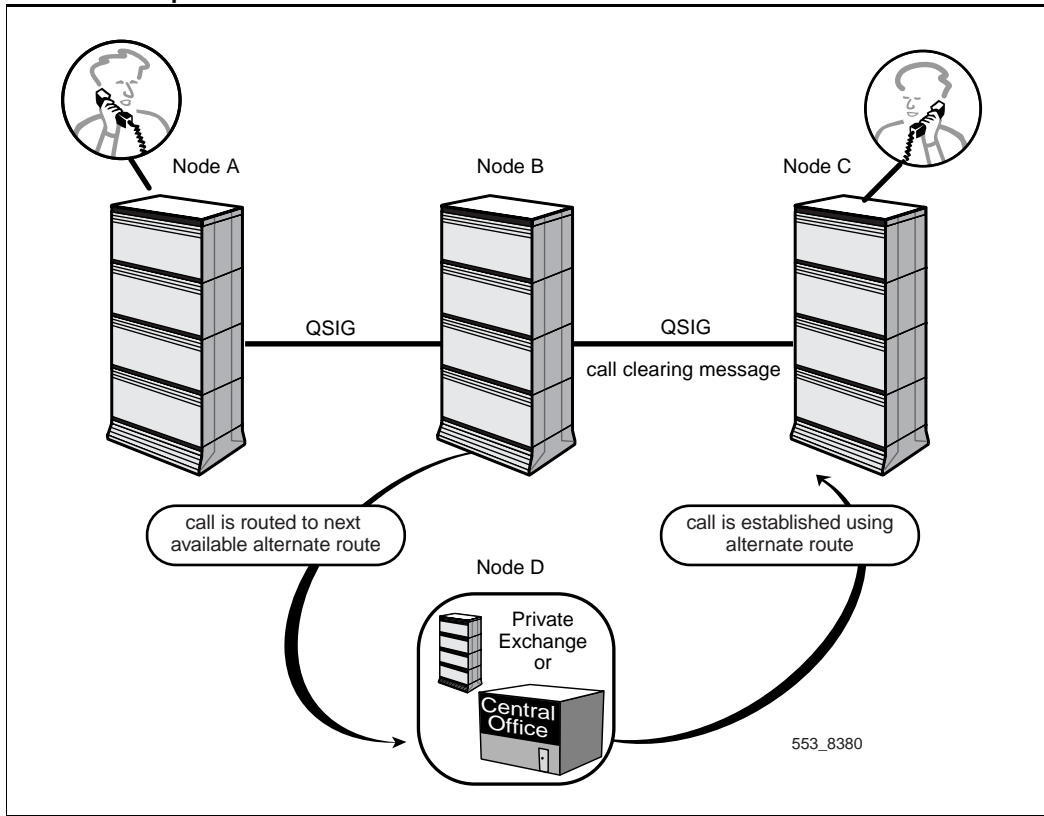 Node A
Node B
Node C
QSIG
QSIG
call clearing message
call is routed to next
available alternate route
call is established using
alternate route
Node D
Private
Exchange
or
Central
Office
553_8380